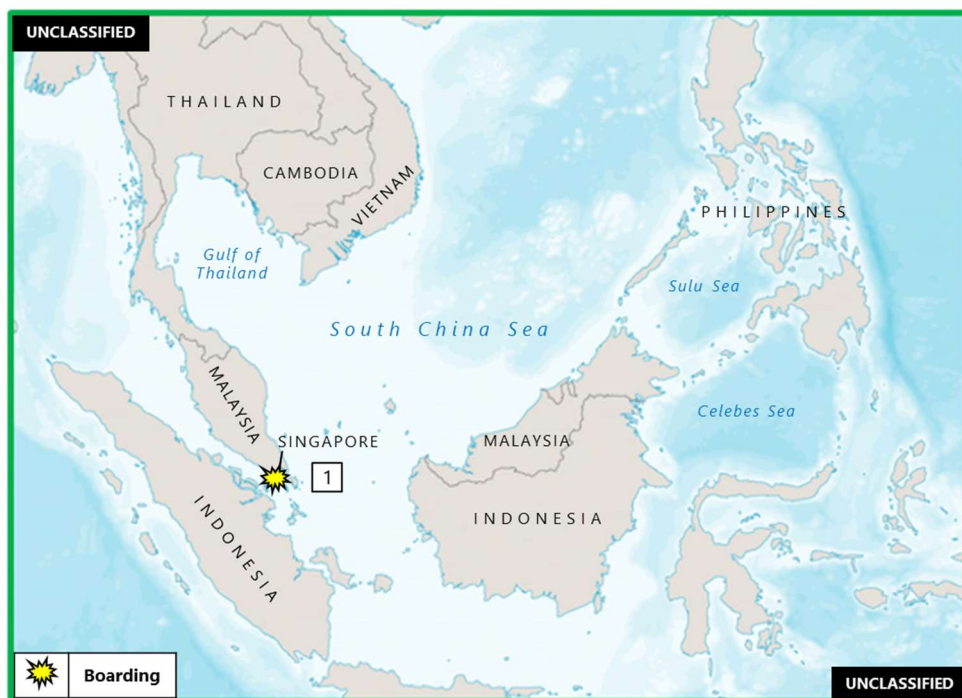 UNCLASSIFIED
THAILAND
CAMBODIA
VIETNAM
PHILIPPINES
Gulf of
Thailand
Sulu Sea
South China Sea
MALAYSIA
Celebes Sea
SINGAPORE
MALAYSIA
1
INDONESIA
INDONESIA
Boarding
UNCLASSIFIED